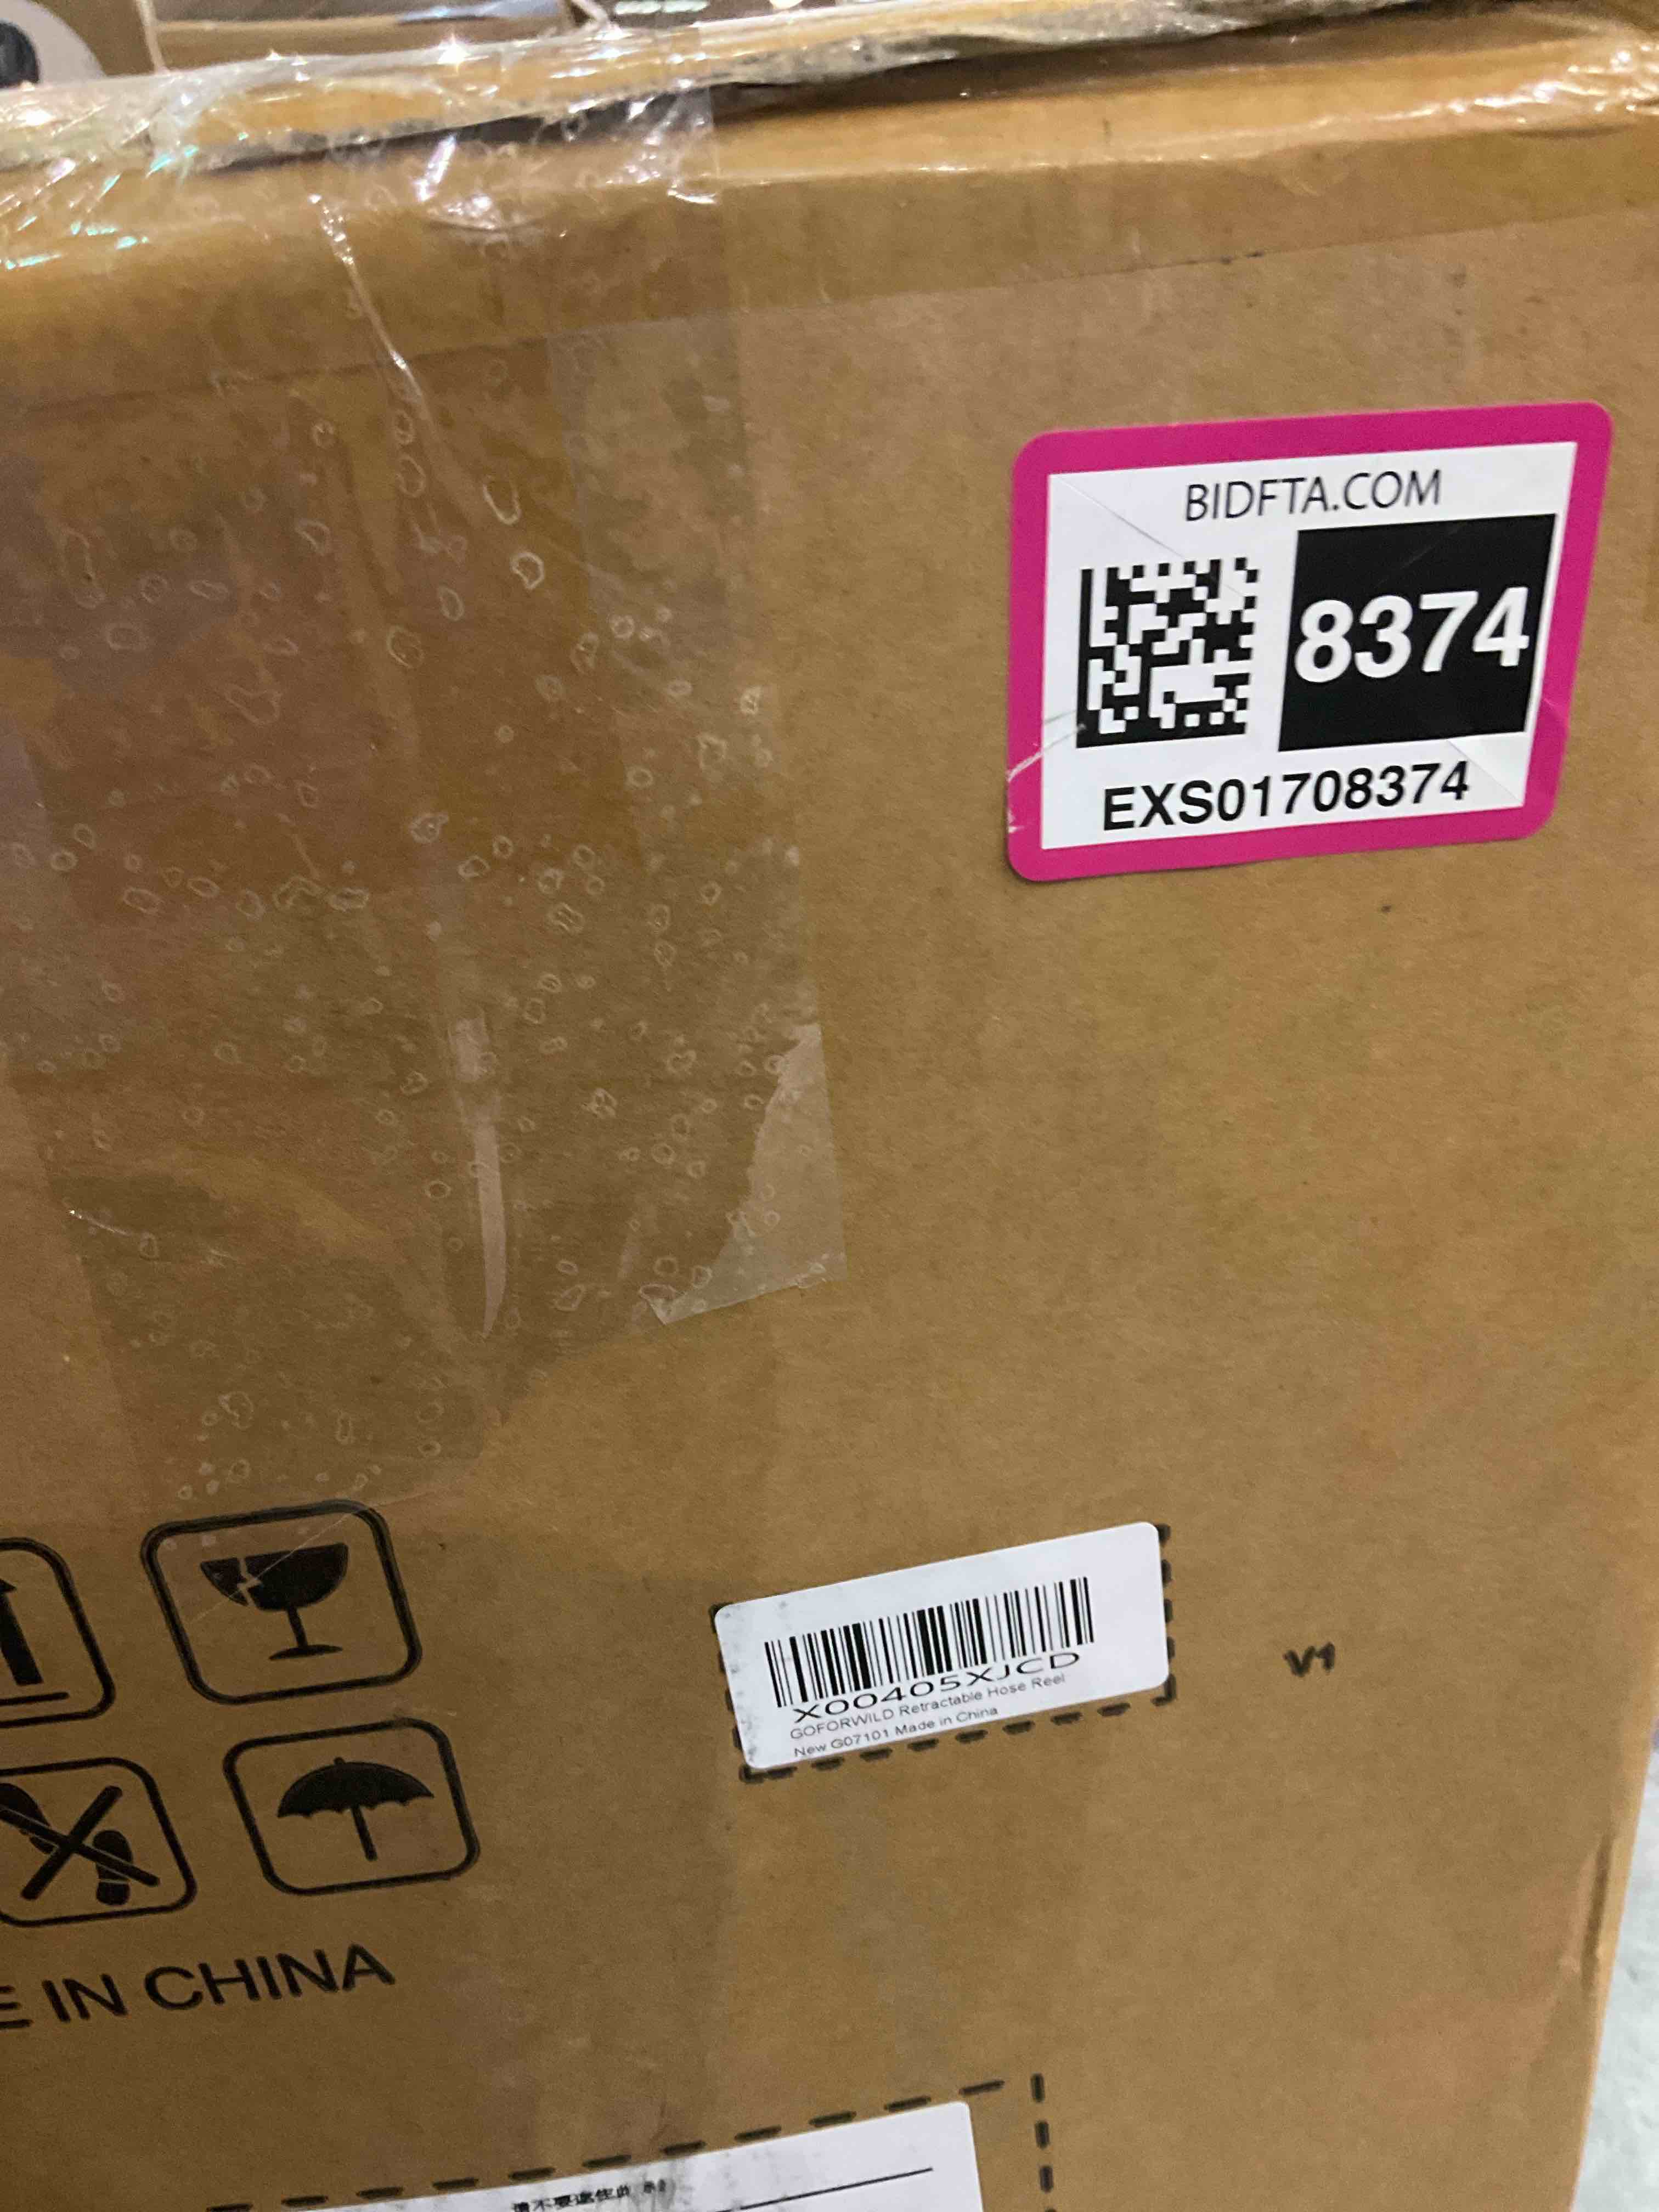 BIDFTA.COM
8374
EXS01708374
X00405XJCD
GOFORWILD Retractable Hose Reel
New G07101 Made in China
V1
E IN CHINA